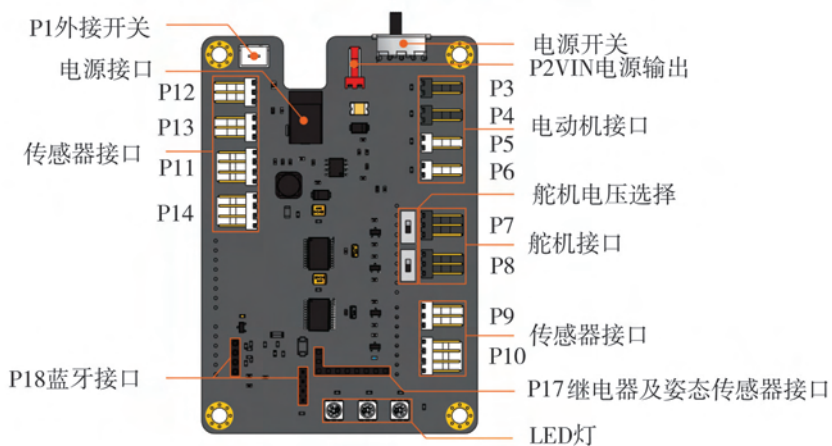 P1外接开关
电源接口
P12
P13
传感器接口
P11
P14
P18蓝牙接口
电源开关
P2VIN电源输出
P3
P4
电动机接口
P5
P6
舵机电压选择
P7
舵机接口
P8
P9
传感器接口
P10
P17继电器及姿态传感器接口
LED灯